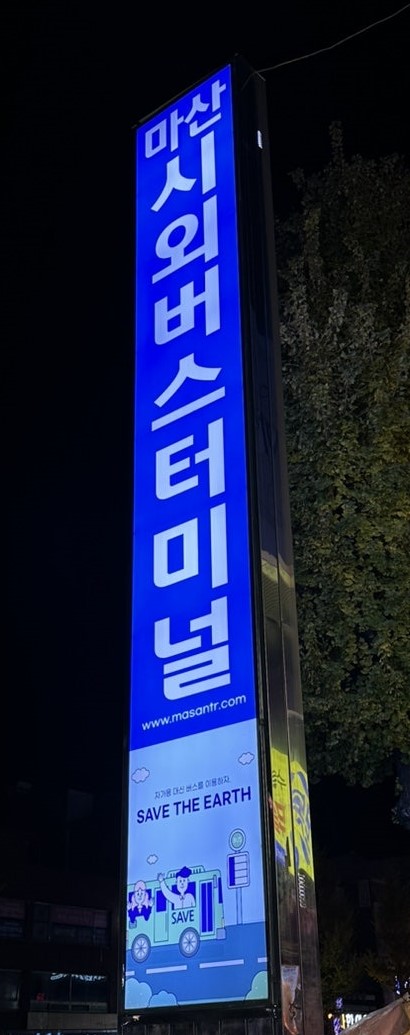 마산
시외버스터미널
www.masantr.com
자가용 대신 버스를 이용하자.
SAVE THE EARTH
SAVE